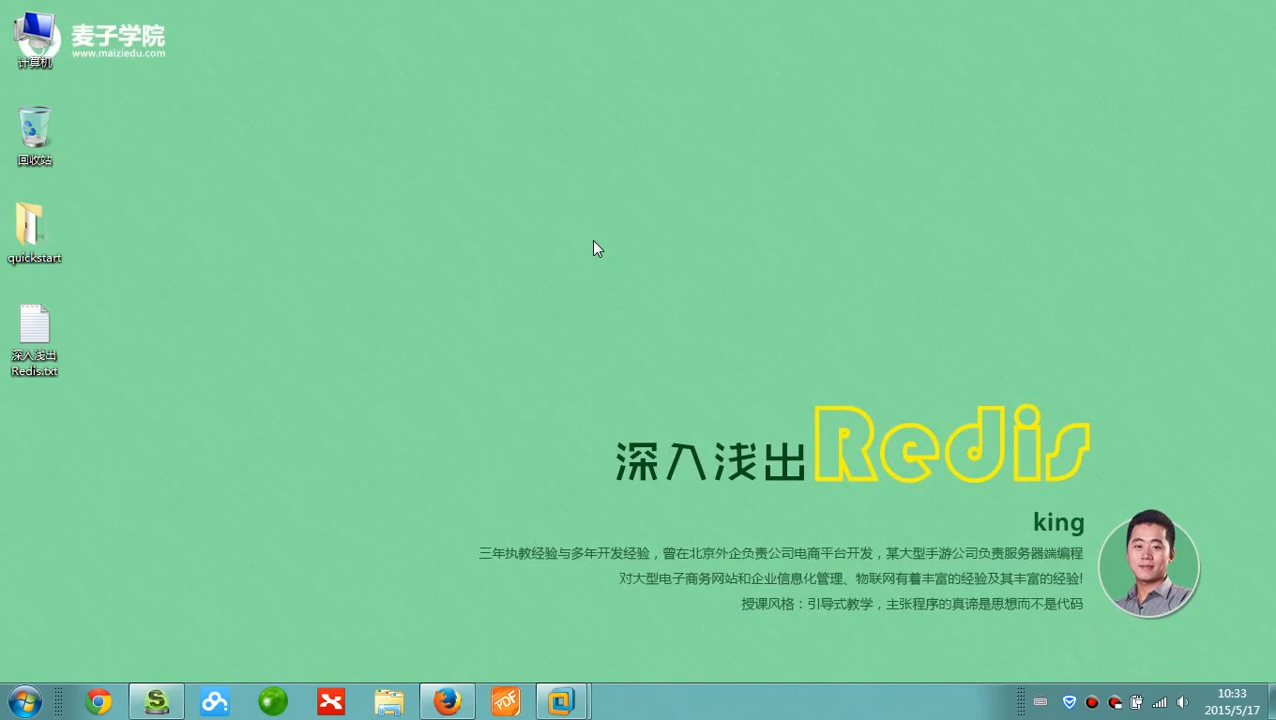 麦子学院
www.maiziedu.com
计算机
回收站
quickstart
深入浅出
Redis.txt
深入浅出Redis
king
三年执教经验与多年开发经验，曾在北京外企负责公司电商平台开发，某大型手游公司负责服务器端编程
对大型电子商务网站和企业信息化管理、物联网有着丰富的经验及其丰富的经验!
授课风格：引导式教学，主张程序的真谛是思想而不是代码
PDF
10:33
2015/5/17